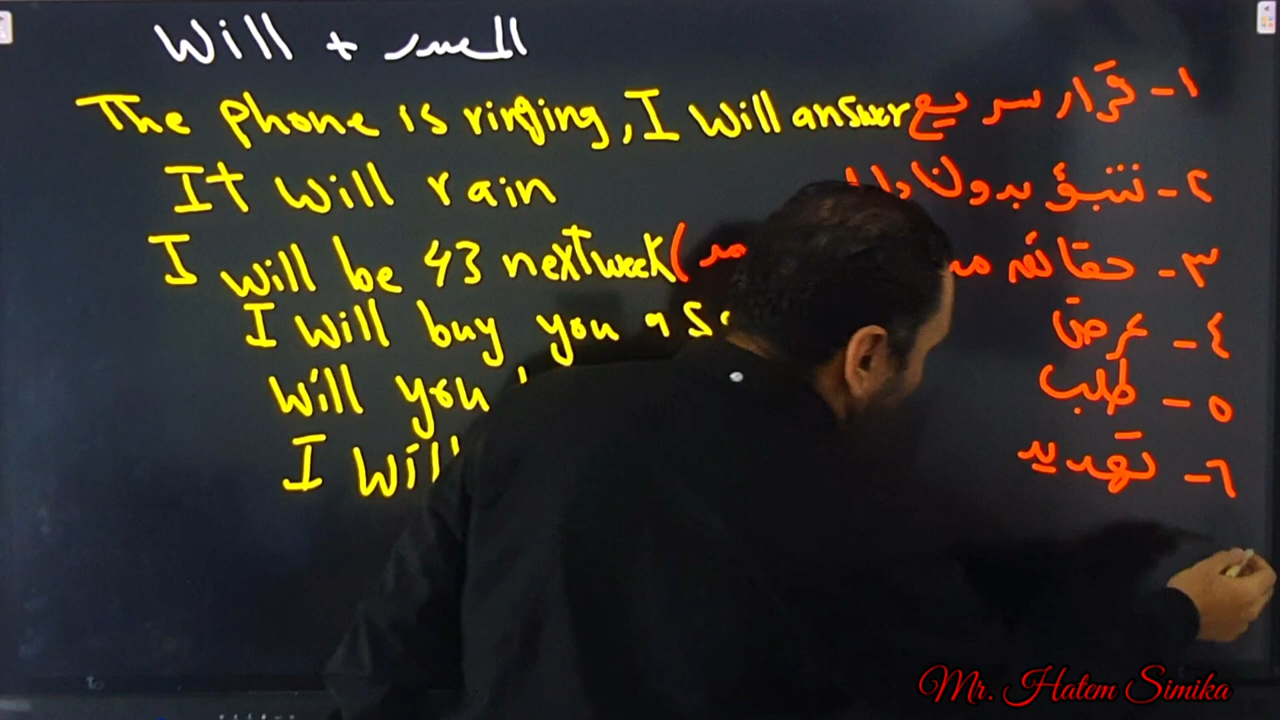 Will + المصدر
The phone is ringing, I will answer ١- قرار سريع
It will rain ٢- تنبؤ بدون
I will be 43 next week ( ٣- حقائق
I will buy you a ٤- عرض
Will you ٥- طلب
I will ٦- تهديد
Mr. Hatem Simika